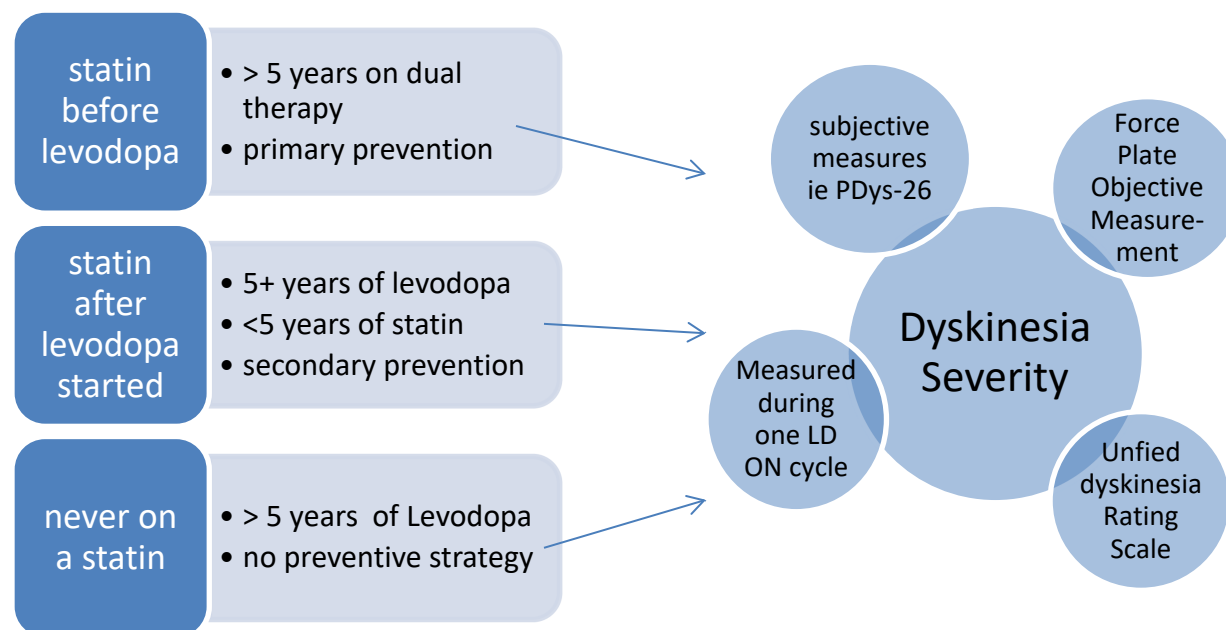 statin
before
levodopa
• > 5 years on dual
therapy
• primary prevention
statin
after
levodopa
started
• 5+ years of levodopa
• <5 years of statin
• secondary prevention
never on
a statin
• > 5 years  of Levodopa
• no preventive strategy
subjective
measures
ie PDys-26
Force
Plate
Objective
Measure-
ment
Dyskinesia
Severity
Measured
during
one LD
ON cycle
Unfied
dyskinesia
Rating
Scale